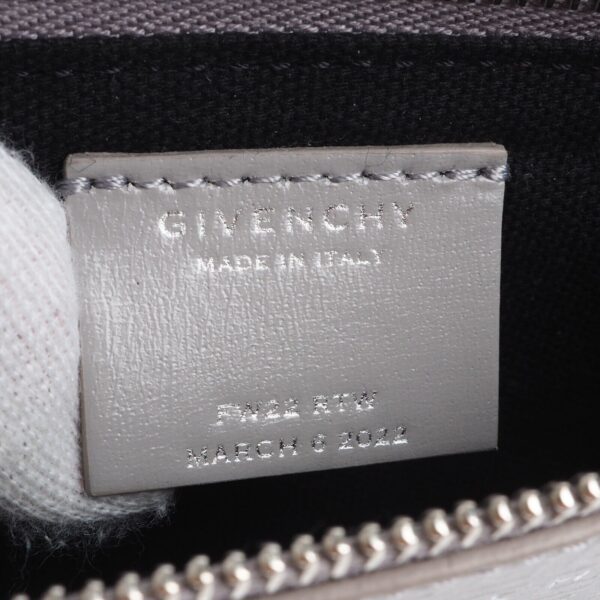 GIVENCHY
MADE IN ITALY
FW22 RTW
MARCH 6 2022